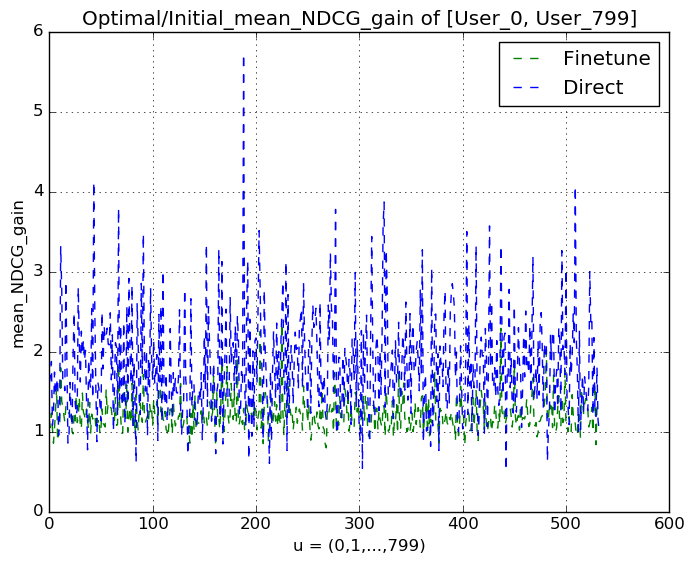 Optimal/Initial_mean_NDCG_gain of [User_0, User_799]
Finetune
Direct
mean_NDCG_gain
6
5
4
3
2
1
0
0 100 200 300 400 500 600
u = (0,1,...,799)